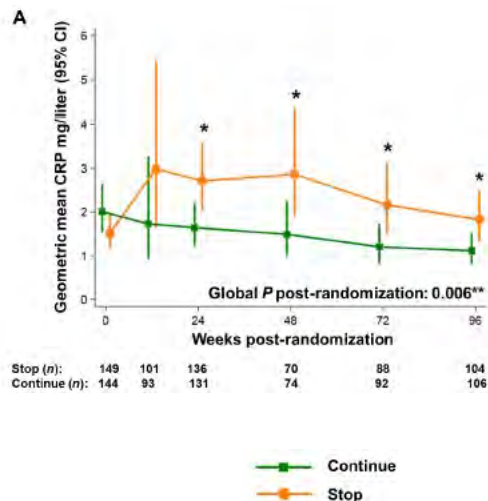 A
Geometric mean CRP mg/liter (95% CI)
6
5
4
3
2
1
0
* * * *
Global P post-randomization: 0.006**
0 24 48 72 96
Weeks post-randomization
Stop (n): 149 101 136 70 88 104
Continue (n): 144 93 131 74 92 106
Continue
Stop